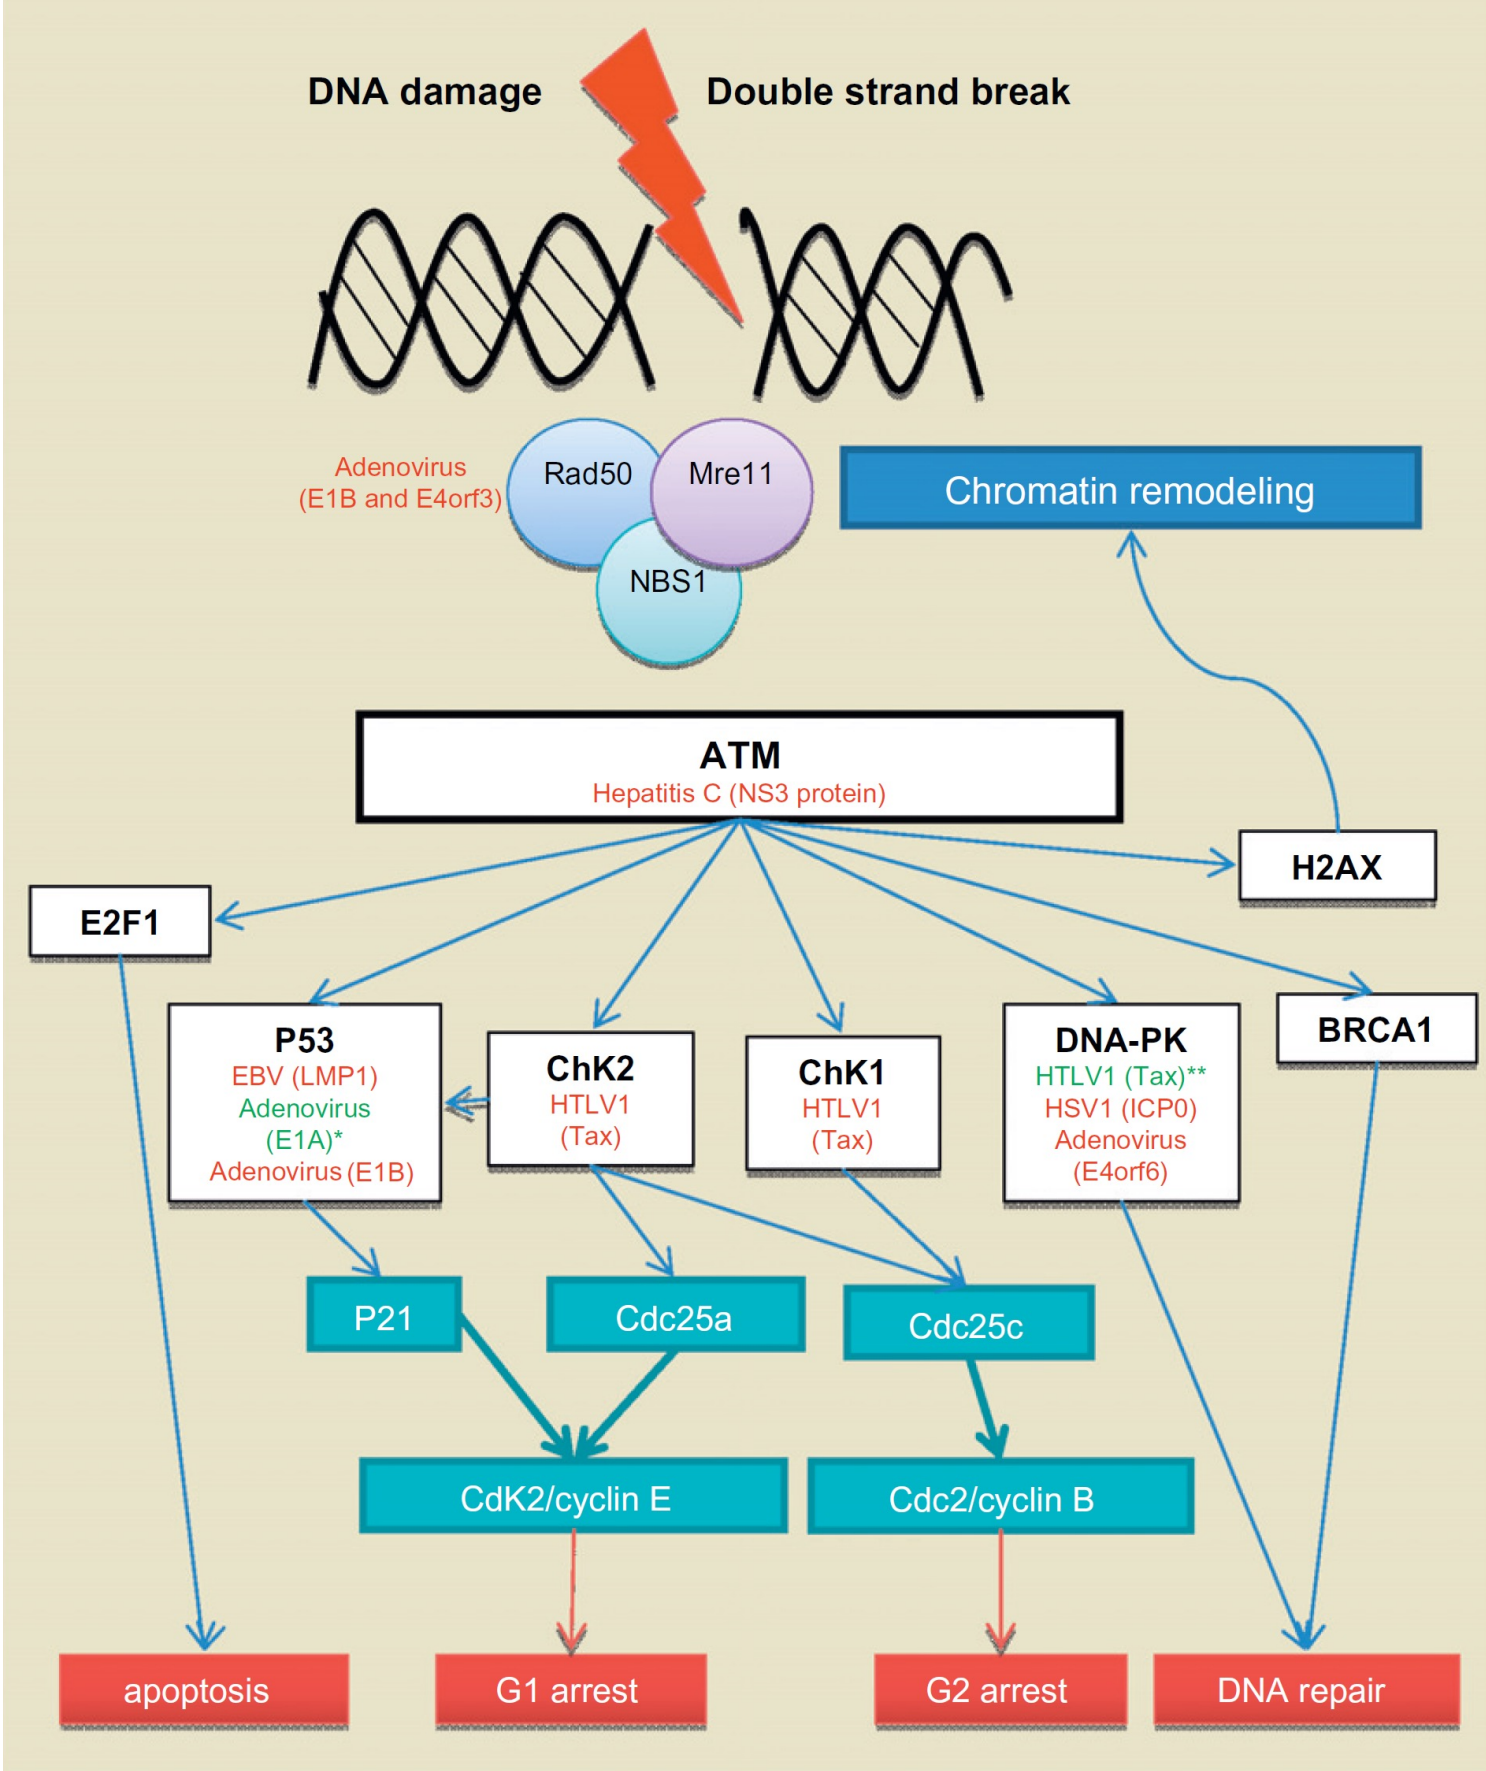 DNA damage
Double strand break
Adenovirus
(E1B and E4orf3)
Rad50
Mre11
NBS1
Chromatin remodeling
ATM
Hepatitis C (NS3 protein)
H2AX
E2F1
P53
EBV (LMP1)
Adenovirus
(E1A)*
Adenovirus (E1B)
ChK2
HTLV1
(Tax)
ChK1
HTLV1
(Tax)
DNA-PK
HTLV1 (Tax)**
HSV1 (ICP0)
Adenovirus
(E4orf6)
BRCA1
P21
Cdc25a
Cdc25c
CdK2/cyclin E
Cdc2/cyclin B
apoptosis
G1 arrest
G2 arrest
DNA repair